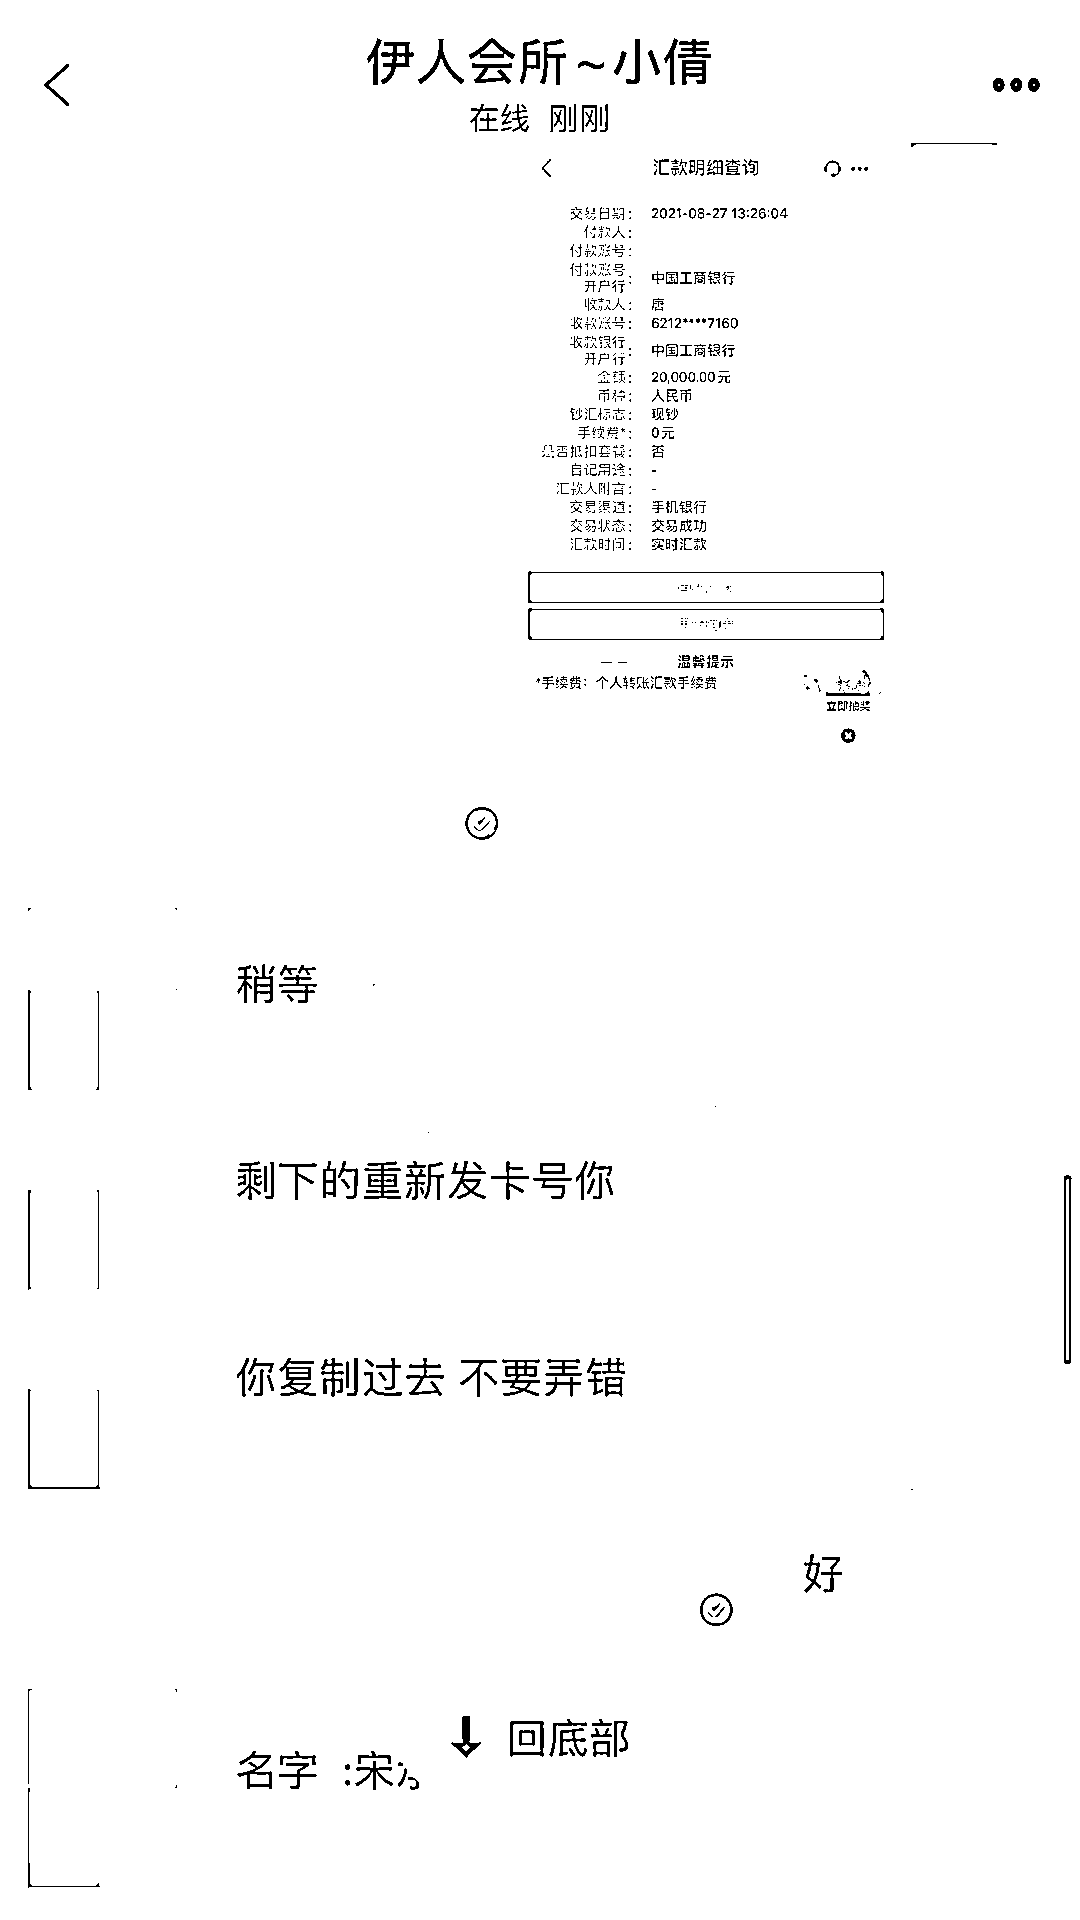 伊人会所~小倩
在线 刚刚
汇款明细查询
交易日期： 2021-08-27 13:26:04
付款人：
付款账号：
付款账号开户行： 中国工商银行
收款人： 唐
收款账号： 6212****7160
收款银行开户行： 中国工商银行
金额： 20,000.00元
币种： 人民币
钞汇标志： 现钞
手续费*： 0元
是否抵扣套餐： 否
自记用途： -
汇款人附言： -
交易渠道： 手机银行
交易状态： 交易成功
汇款时间： 实时汇款
温馨提示
*手续费：个人转账汇款手续费
立即抽奖
稍等
剩下的重新发卡号你
你复制过去 不要弄错
好
回底部
名字 :宋